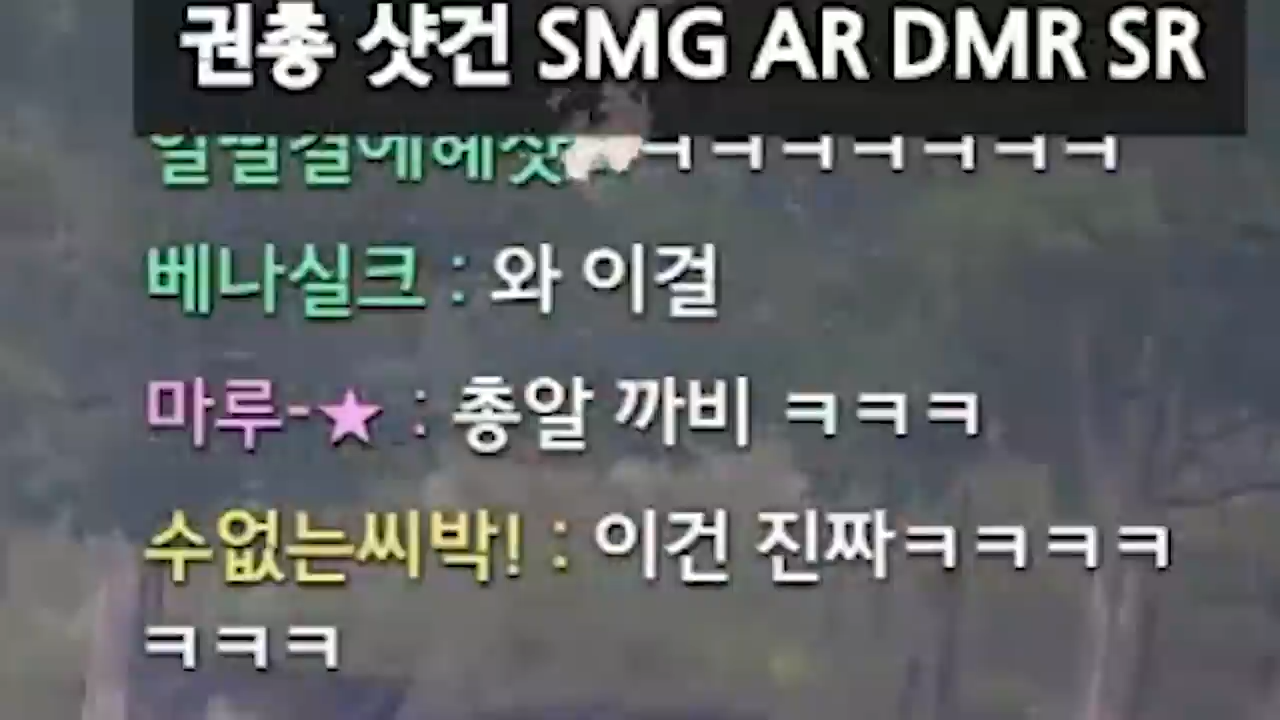 권총 샷건 SMG AR DMR SR
ㅋㅋㅋㅋㅋㅋㅋ
베나실크 : 와 이걸
마루-★ : 총알 까비 ㅋㅋㅋ
수없는씨박! : 이건 진짜ㅋㅋㅋㅋ
ㅋㅋㅋ